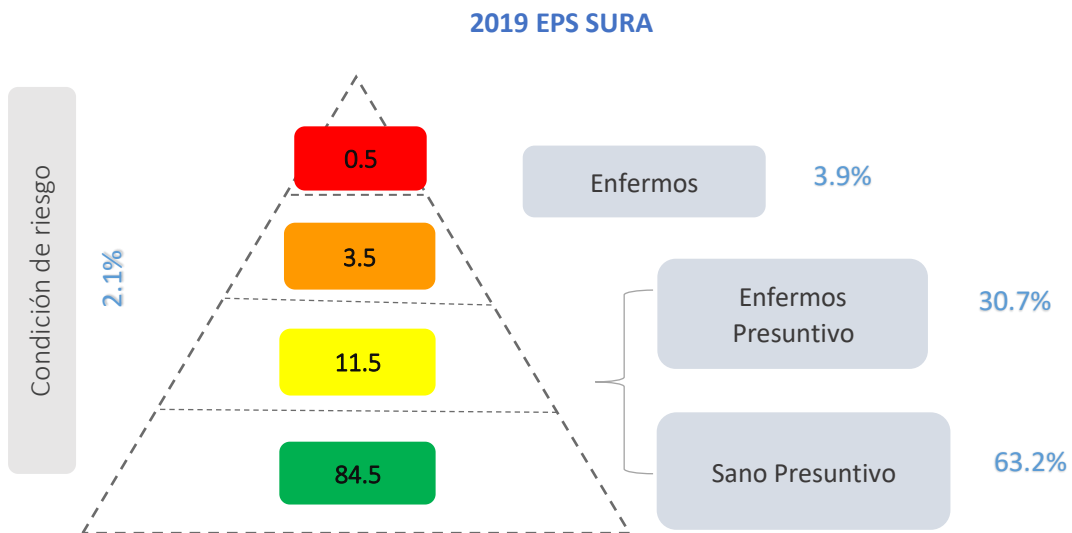 2019 EPS SURA
Condición de riesgo
2.1%
0.5
3.5
11.5
84.5
Enfermos
3.9%
Enfermos
Presuntivo
30.7%
Sano Presuntivo
63.2%